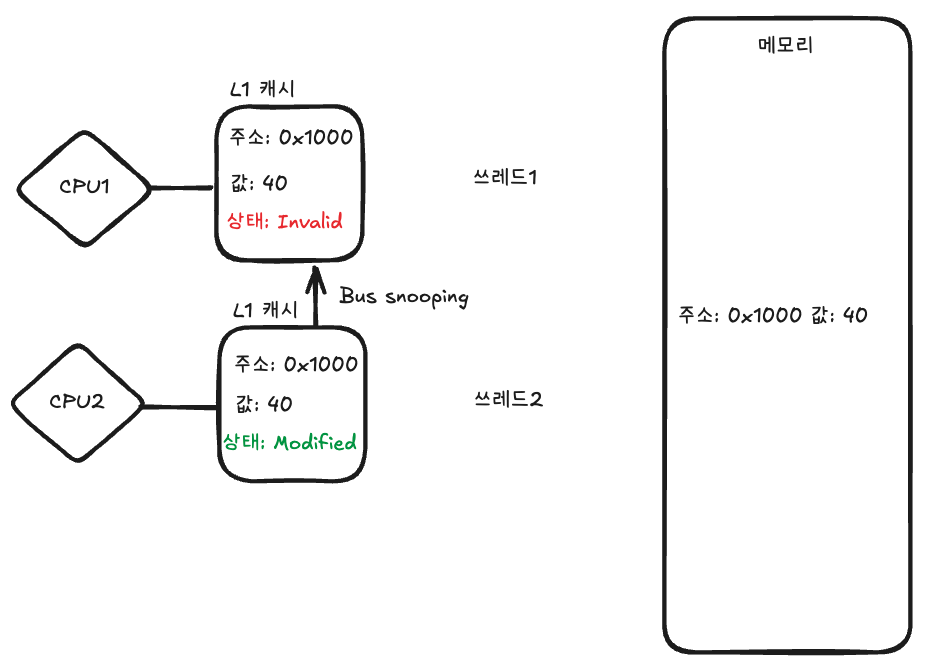 메모리
L1 캐시
주소: 0x1000
값: 40
상태: Invalid
CPU1
쓰레드1
Bus snooping
L1 캐시
주소: 0x1000 값: 40
주소: 0x1000
값: 40
상태: Modified
CPU2
쓰레드2